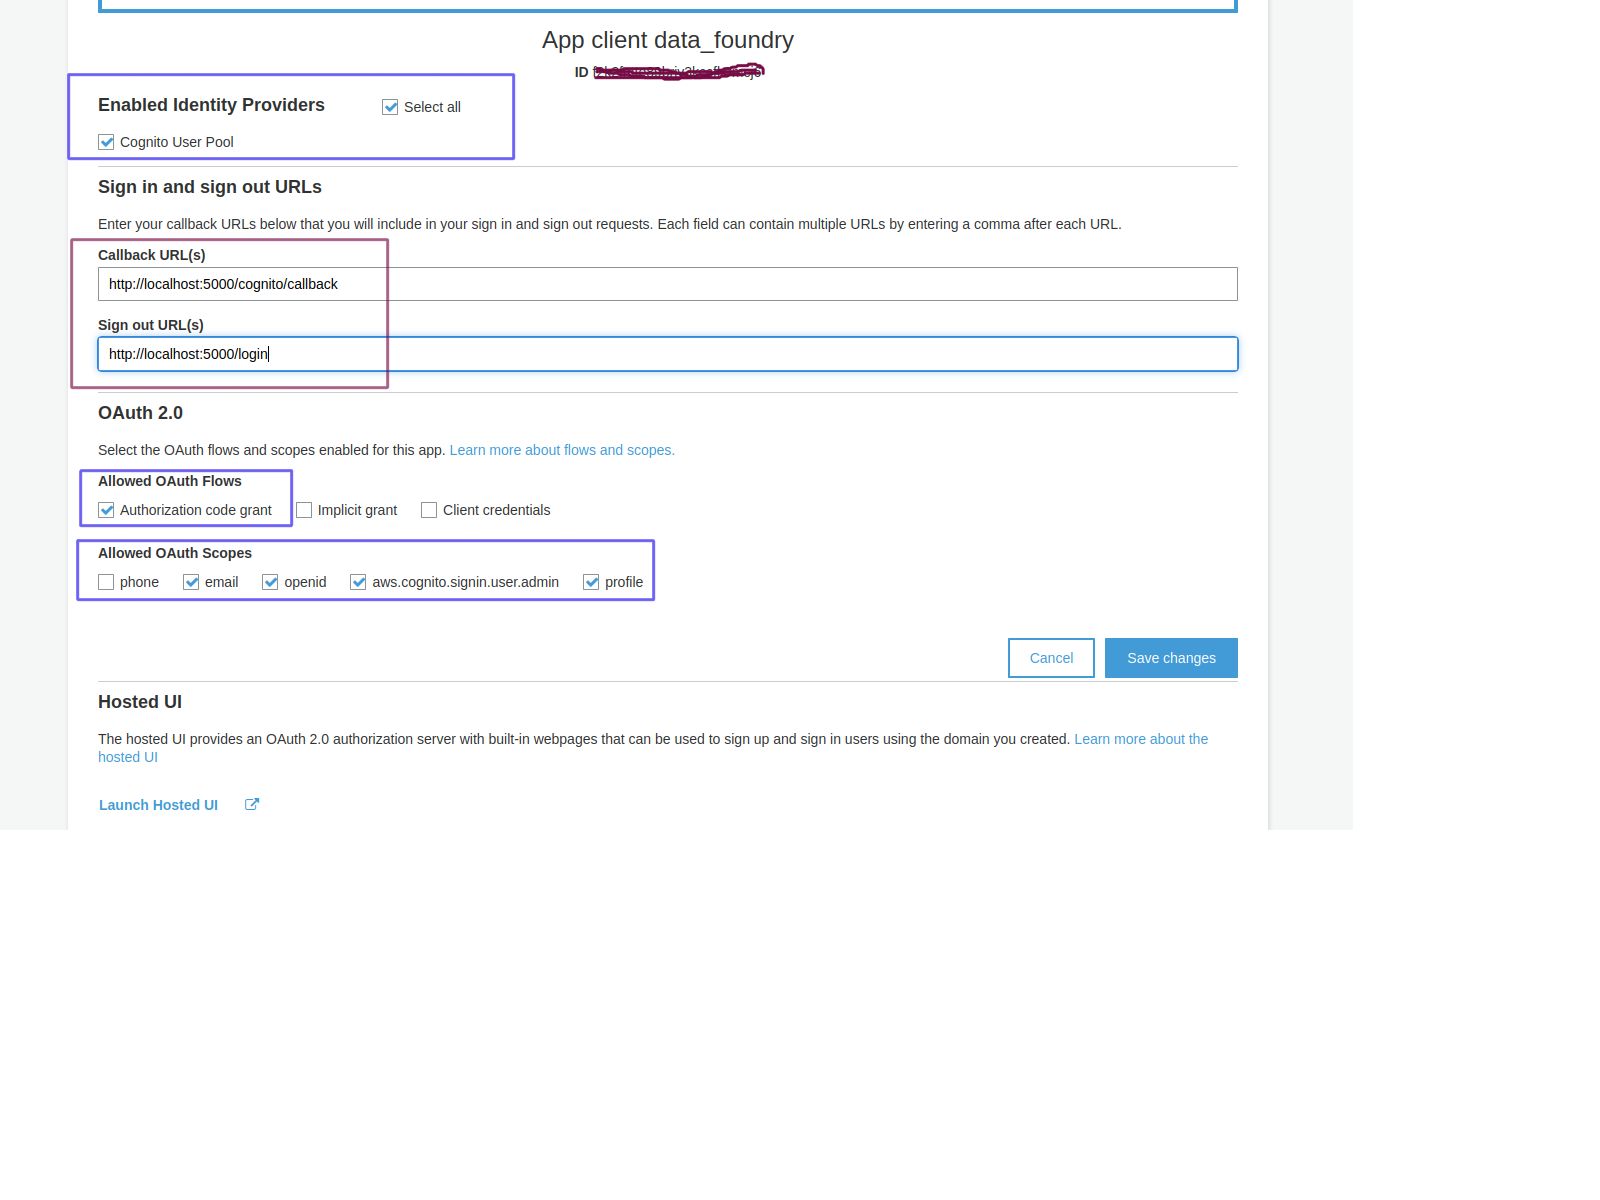 App client data_foundry
ID
Enabled Identity Providers
Select all
Cognito User Pool
Sign in and sign out URLs
Enter your callback URLs below that you will include in your sign in and sign out requests. Each field can contain multiple URLs by entering a comma after each URL.
Callback URL(s)
http://localhost:5000/cognito/callback
Sign out URL(s)
http://localhost:5000/login
OAuth 2.0
Select the OAuth flows and scopes enabled for this app. Learn more about flows and scopes.
Allowed OAuth Flows
Authorization code grant Implicit grant Client credentials
Allowed OAuth Scopes
phone email openid aws.cognito.signin.user.admin profile
Cancel Save changes
Hosted UI
The hosted UI provides an OAuth 2.0 authorization server with built-in webpages that can be used to sign up and sign in users using the domain you created. Learn more about the
hosted UI
Launch Hosted UI